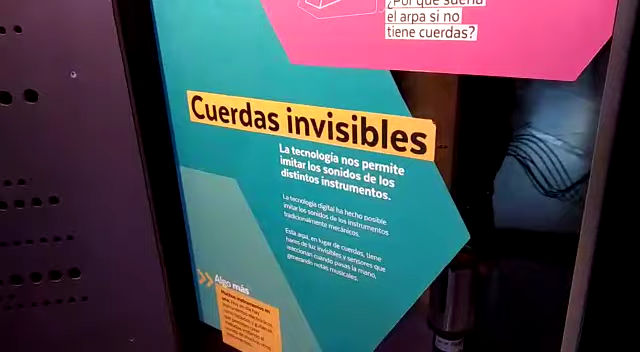 ¿Por qué suena
el arpa si no
tiene cuerdas?
Cuerdas invisibles
La tecnología nos permite
imitar los sonidos de los
distintos instrumentos.
La tecnología digital ha hecho posible
imitar los sonidos de los instrumentos
tradicionalmente mecánicos.
Esta arpa, en lugar de cuerdas, tiene
haces de luz invisibles y sensores que
reaccionan cuando pasas la mano,
generando notas musicales.
Algo más